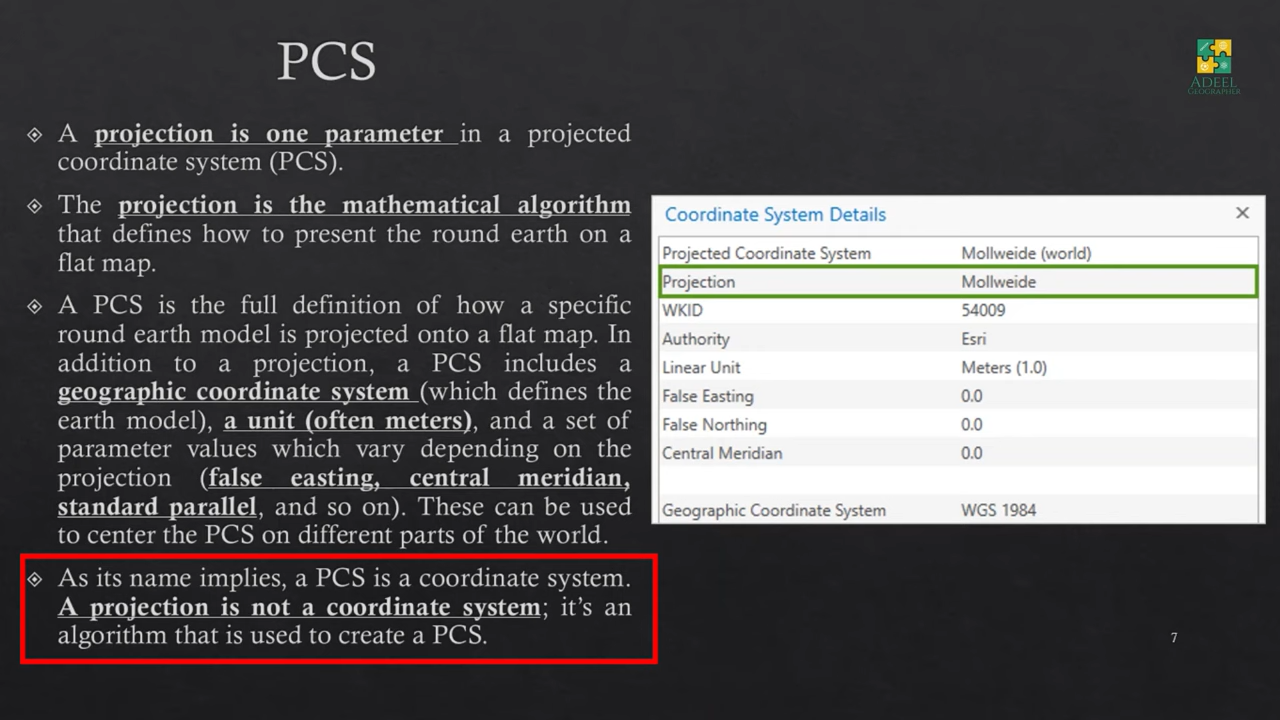 PCS
ADEEL
GEOGRAPHER
A projection is one parameter in a projected
coordinate system (PCS).
The projection is the mathematical algorithm
that defines how to present the round earth on a
flat map.
A PCS is the full definition of how a specific
round earth model is projected onto a flat map. In
addition to a projection, a PCS includes a
geographic coordinate system (which defines the
earth model), a unit (often meters), and a set of
parameter values which vary depending on the
projection (false easting, central meridian,
standard parallel, and so on). These can be used
to center the PCS on different parts of the world.
As its name implies, a PCS is a coordinate system.
A projection is not a coordinate system; it’s an
algorithm that is used to create a PCS.
Coordinate System Details
Projected Coordinate System Mollweide (world)
Projection Mollweide
WKID 54009
Authority Esri
Linear Unit Meters (1.0)
False Easting 0.0
False Northing 0.0
Central Meridian 0.0
Geographic Coordinate System WGS 1984
7